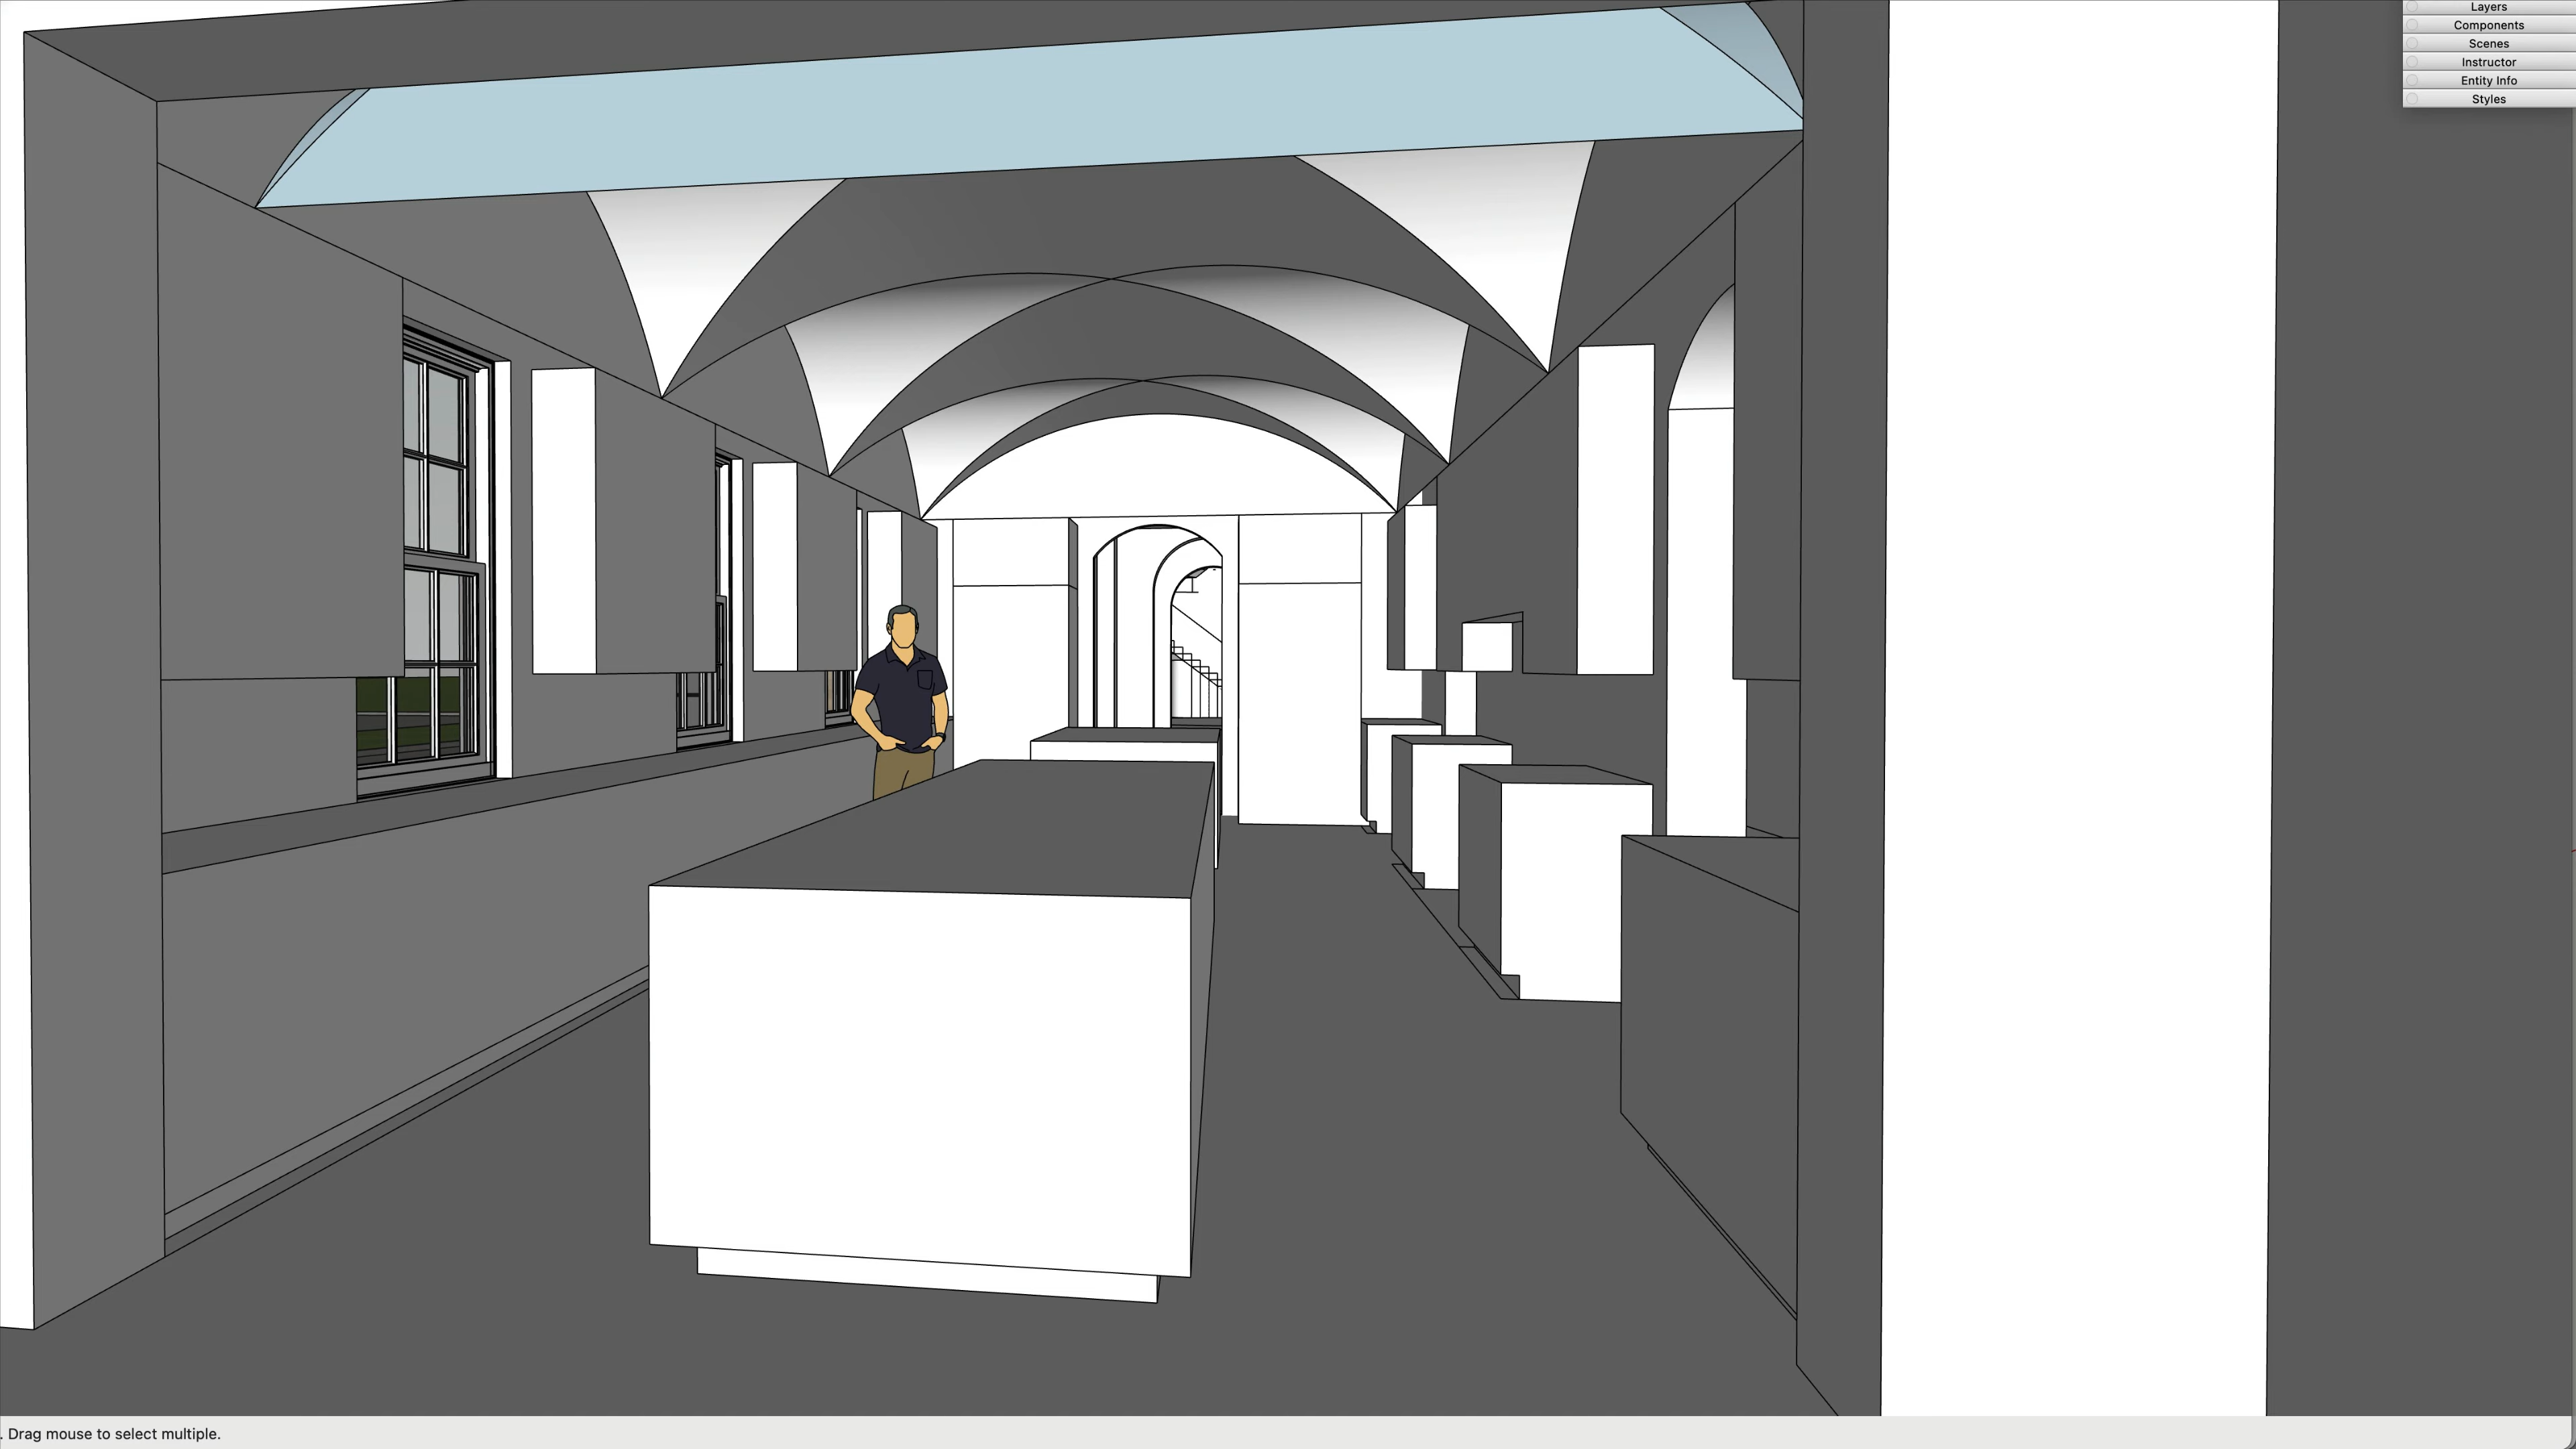 Layers
Components
Scenes
Instructor
Entity Info
Styles
. Drag mouse to select multiple.